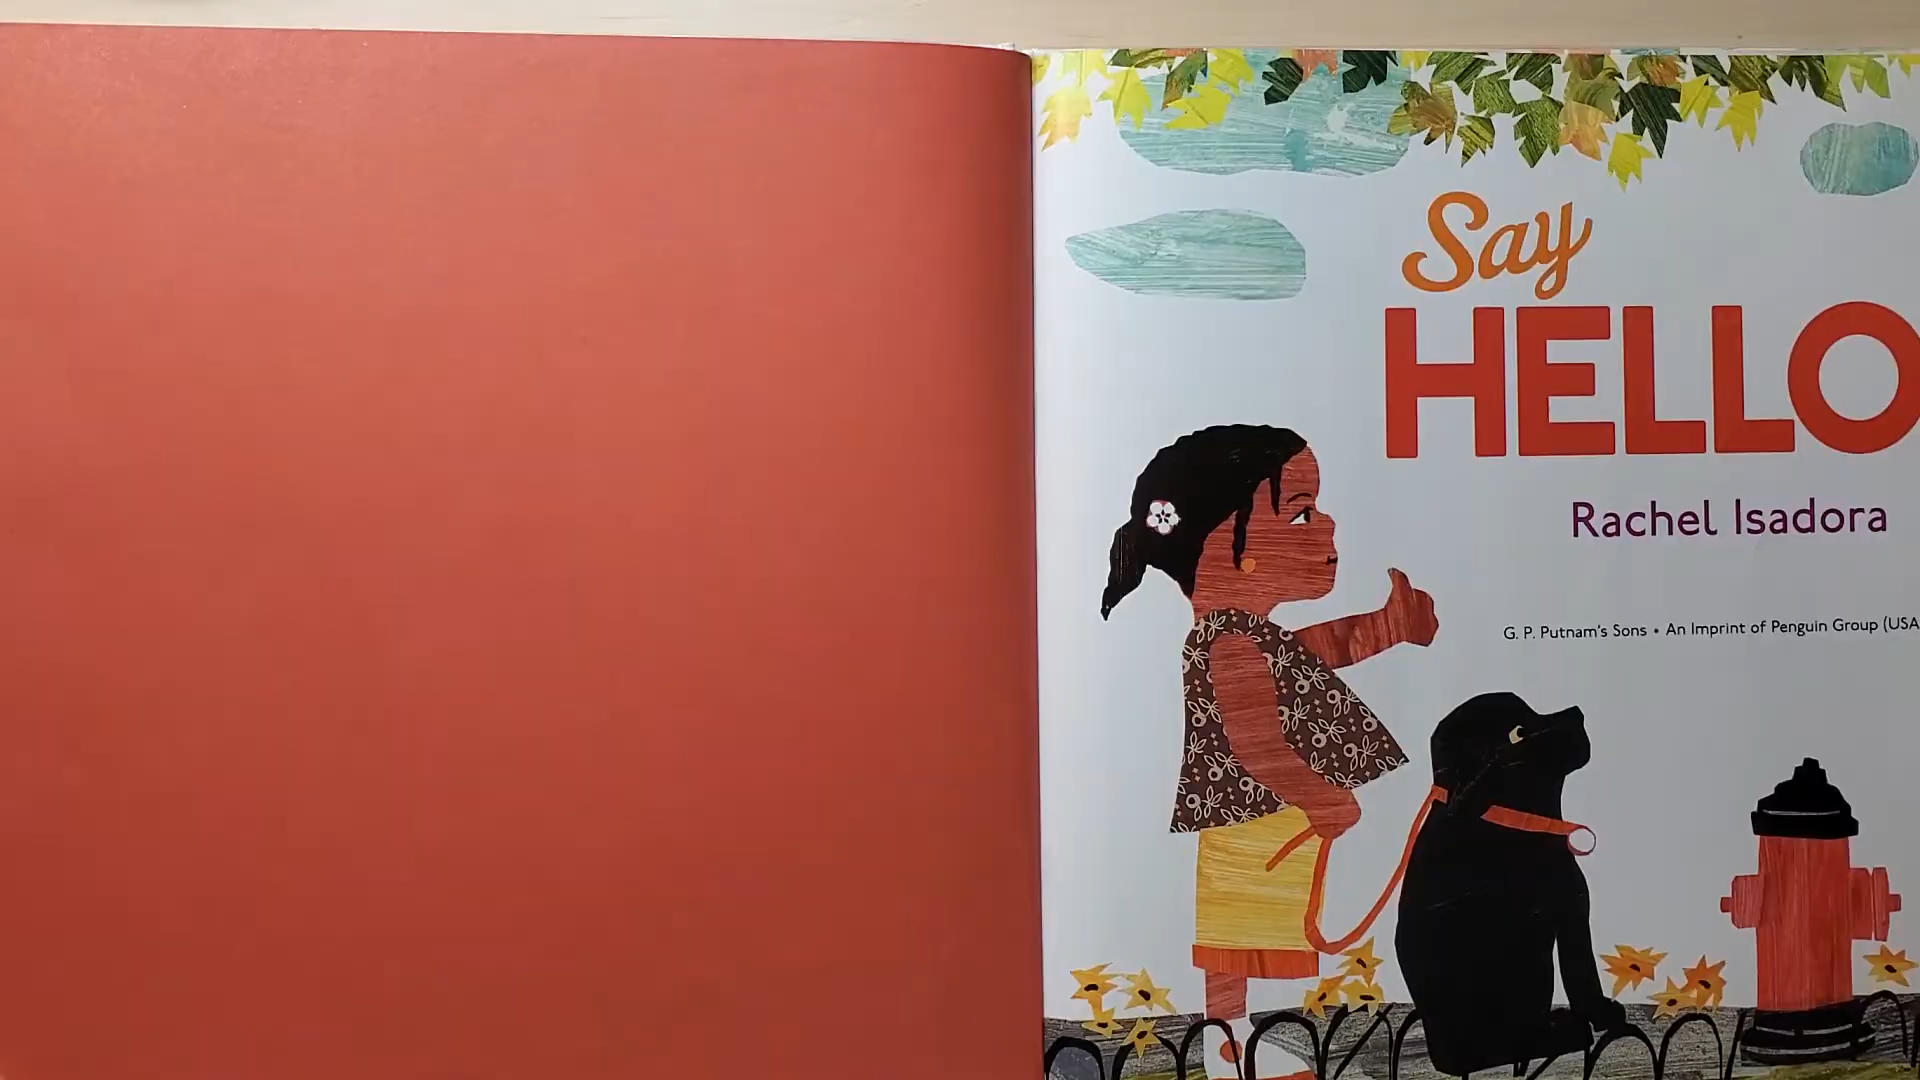 Say
HELLO
Rachel Isadora
G. P. Putnam's Sons • An Imprint of Penguin Group (USA